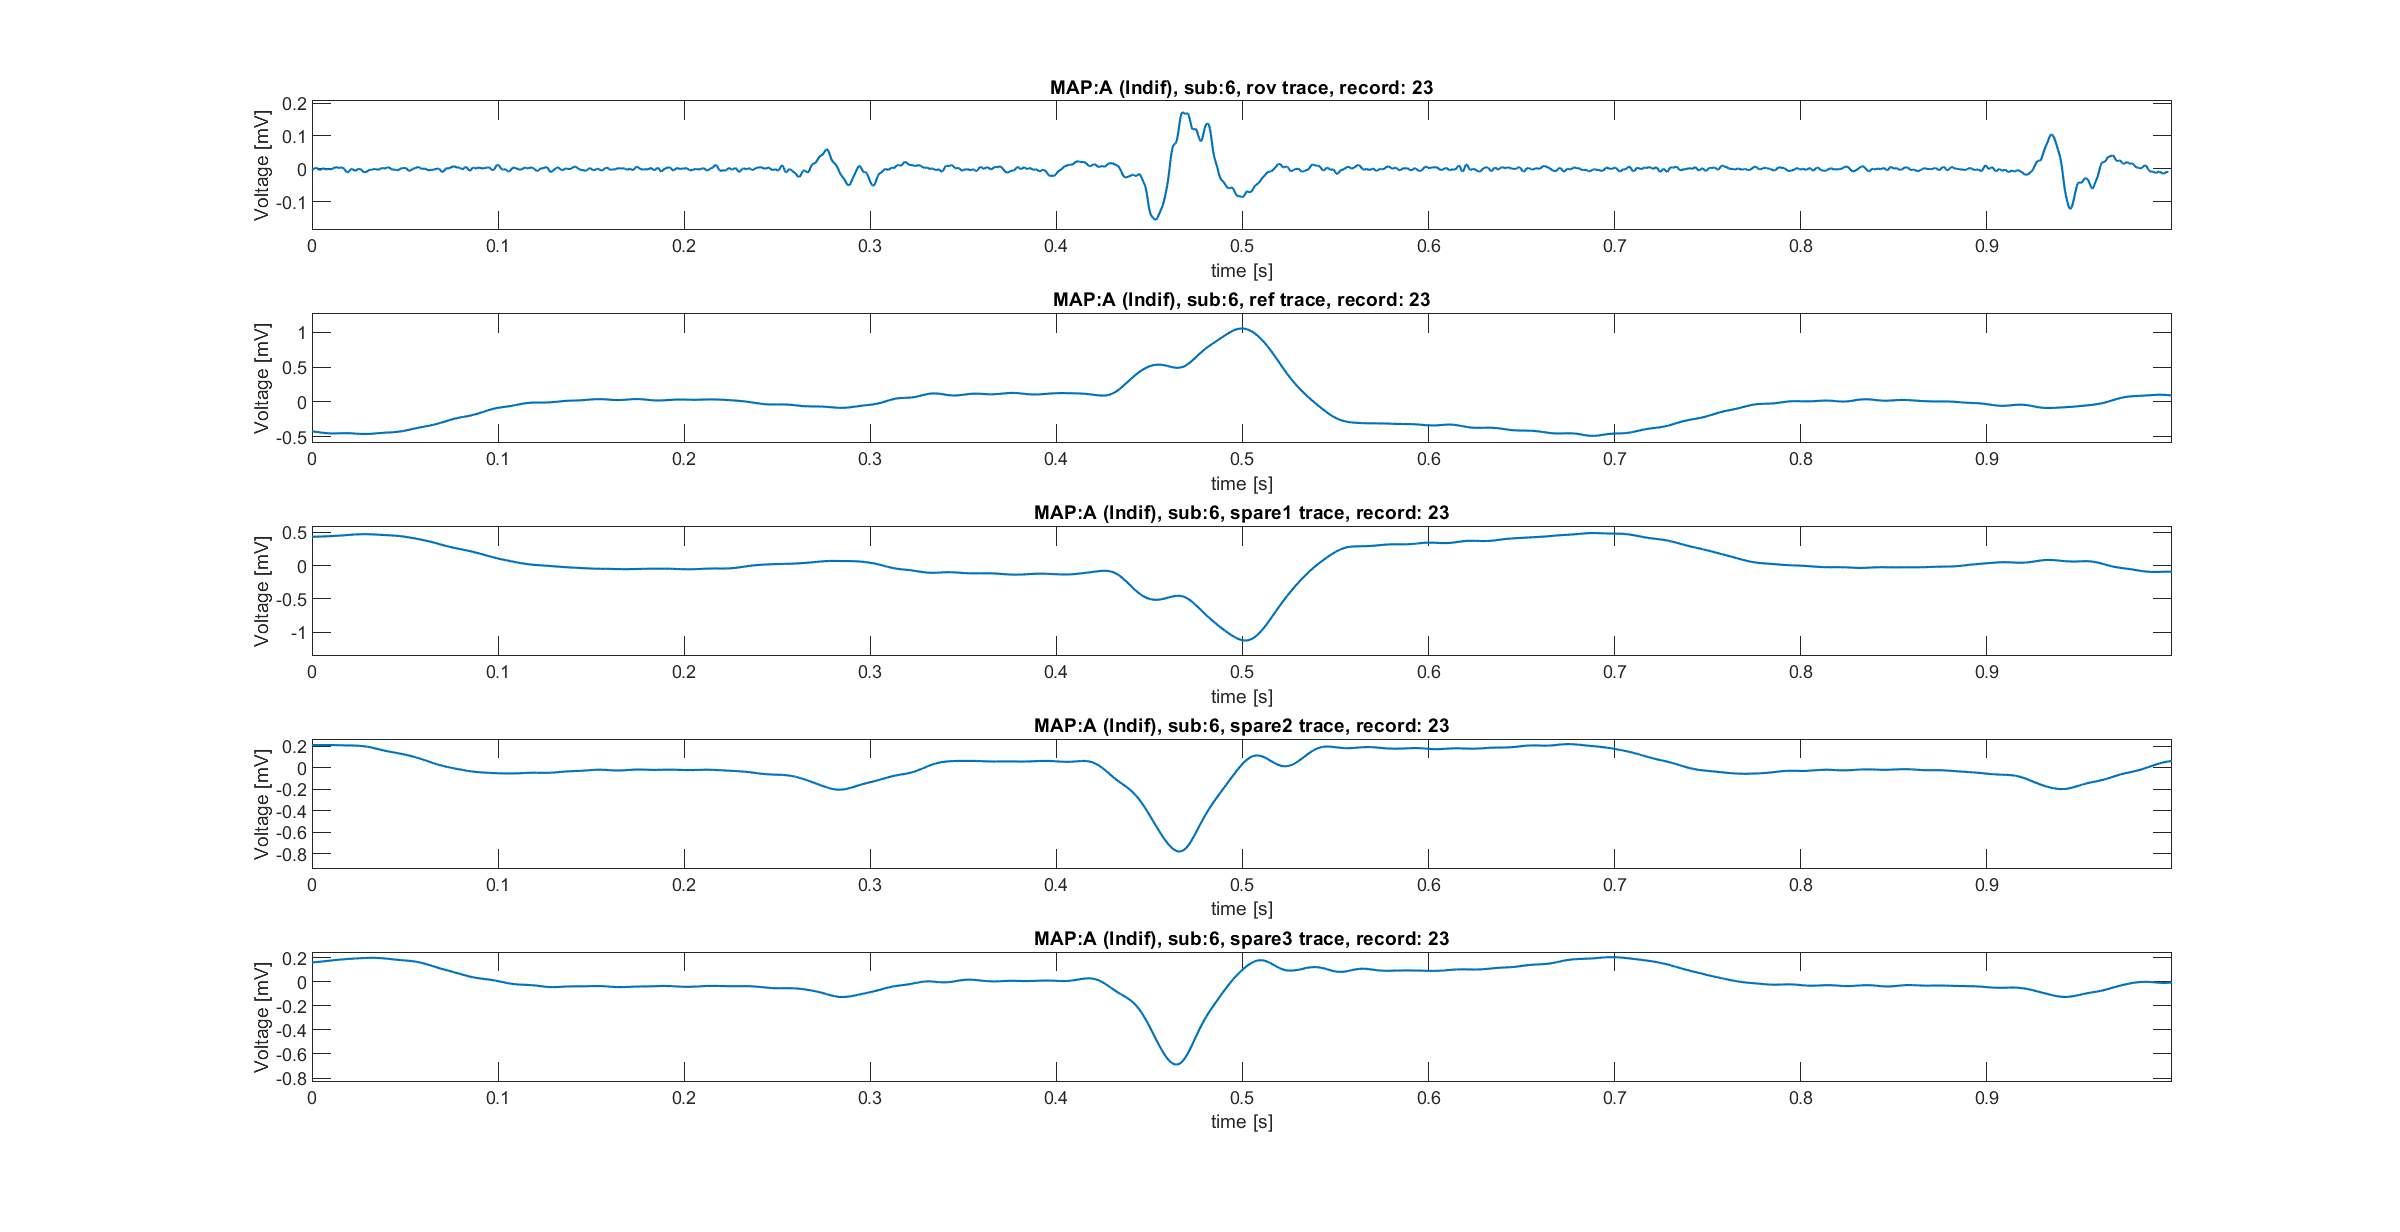 MAP:A (Indif), sub:6, rov trace, record: 23
Voltage [mV]
0.2
0.1
0
-0.1
0 0.1 0.2 0.3 0.4 0.5 0.6 0.7 0.8 0.9
time [s]
MAP:A (Indif), sub:6, ref trace, record: 23
Voltage [mV]
1
0.5
0
-0.5
0 0.1 0.2 0.3 0.4 0.5 0.6 0.7 0.8 0.9
time [s]
MAP:A (Indif), sub:6, spare1 trace, record: 23
Voltage [mV]
0.5
0
-0.5
-1
0 0.1 0.2 0.3 0.4 0.5 0.6 0.7 0.8 0.9
time [s]
MAP:A (Indif), sub:6, spare2 trace, record: 23
Voltage [mV]
0.2
0
-0.2
-0.4
-0.6
-0.8
0 0.1 0.2 0.3 0.4 0.5 0.6 0.7 0.8 0.9
time [s]
MAP:A (Indif), sub:6, spare3 trace, record: 23
Voltage [mV]
0.2
0
-0.2
-0.4
-0.6
-0.8
0 0.1 0.2 0.3 0.4 0.5 0.6 0.7 0.8 0.9
time [s]